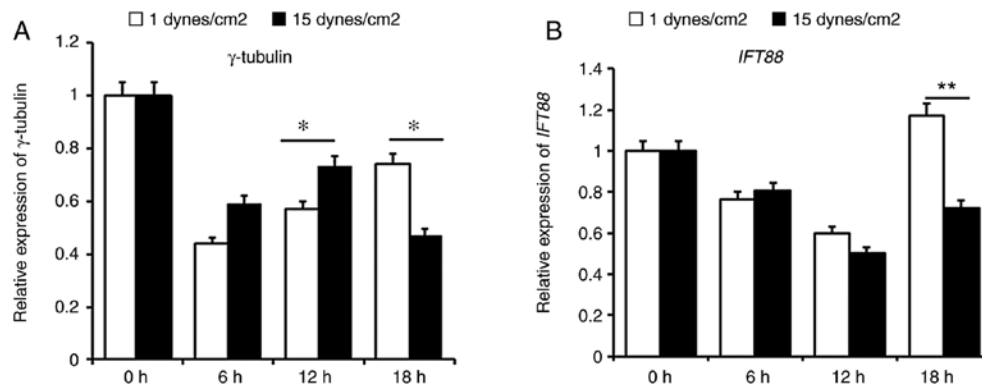 A
1 dynes/cm2 15 dynes/cm2
γ-tubulin
Relative expression of γ-tubulin
1.2
1
0.8
0.6
0.4
0.2
0
* *
0 h 6 h 12 h 18 h
B
1 dynes/cm2 15 dynes/cm2
IFT88
Relative expression of IFT88
1.4
1.2
1
0.8
0.6
0.4
0.2
0
**
0 h 6 h 12 h 18 h